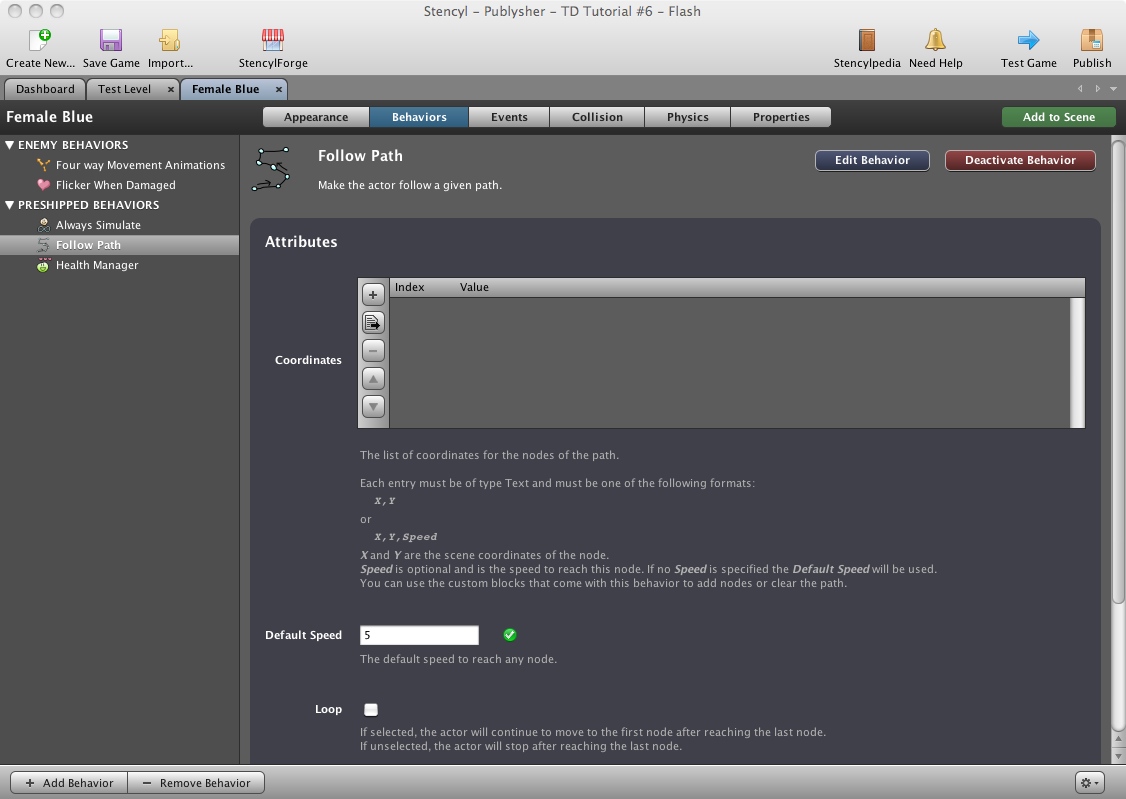 Stencyl – Publysher – TD Tutorial #6 – Flash
Create New... Save Game Import... StencylForge Stencylpedia Need Help Test Game Publish
Dashboard Test Level × Female Blue ×
Female Blue Appearance Behaviors Events Collision Physics Properties Add to Scene
ENEMY BEHAVIORS
Four way Movement Animations
Flicker When Damaged
PRESHIPPED BEHAVIORS
Always Simulate
Follow Path
Health Manager
Follow Path
Edit Behavior Deactivate Behavior
Make the actor follow a given path.
Attributes
Index Value
Coordinates
The list of coordinates for the nodes of the path.
Each entry must be of type Text and must be one of the following formats:
X,Y
or
X,Y,Speed
X and Y are the scene coordinates of the node.
Speed is optional and is the speed to reach this node. If no Speed is specified the Default Speed will be used.
You can use the custom blocks that come with this behavior to add nodes or clear the path.
Default Speed 5
The default speed to reach any node.
Loop
If selected, the actor will continue to move to the first node after reaching the last node.
If unselected, the actor will stop after reaching the last node.
+ Add Behavior − Remove Behavior